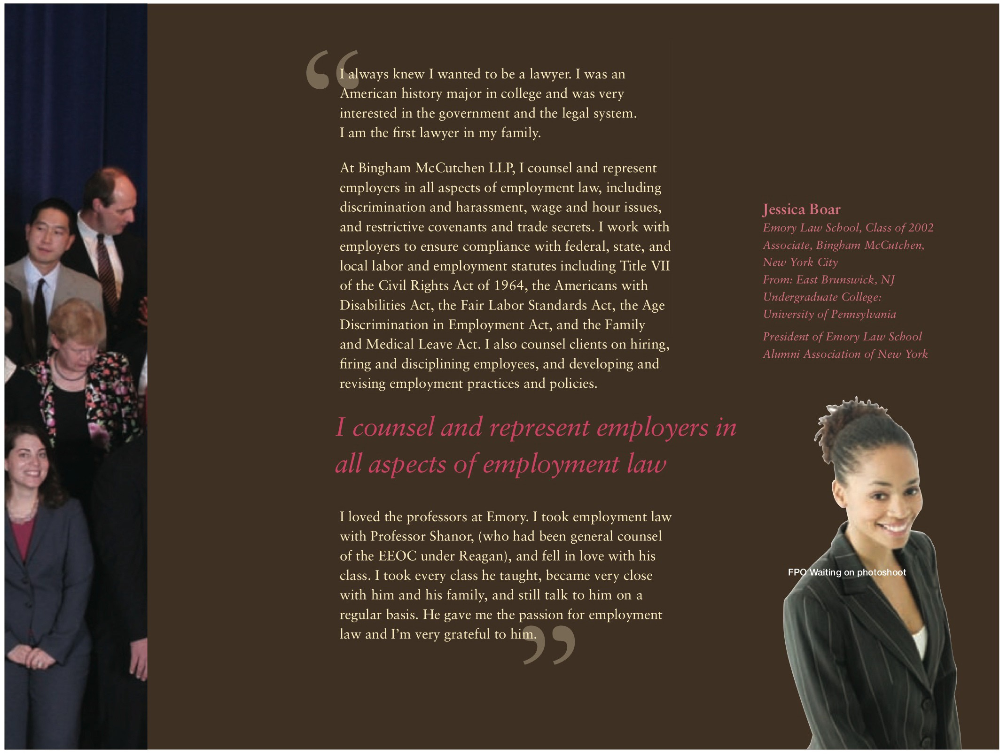 I always knew I wanted to be a lawyer. I was an
American history major in college and was very
interested in the government and the legal system.
I am the first lawyer in my family.
At Bingham McCutchen LLP, I counsel and represent
employers in all aspects of employment law, including
discrimination and harassment, wage and hour issues,
and restrictive covenants and trade secrets. I work with
employers to ensure compliance with federal, state, and
local labor and employment statutes including Title VII
of the Civil Rights Act of 1964, the Americans with
Disabilities Act, the Fair Labor Standards Act, the Age
Discrimination in Employment Act, and the Family
and Medical Leave Act. I also counsel clients on hiring,
firing and disciplining employees, and developing and
revising employment practices and policies.
I counsel and represent employers in
all aspects of employment law
I loved the professors at Emory. I took employment law
with Professor Shanor, (who had been general counsel
of the EEOC under Reagan), and fell in love with his
class. I took every class he taught, became very close
with him and his family, and still talk to him on a
regular basis. He gave me the passion for employment
law and I’m very grateful to him.
Jessica Boar
Emory Law School, Class of 2002
Associate, Bingham McCutchen,
New York City
From: East Brunswick, NJ
Undergraduate College:
University of Pennsylvania
President of Emory Law School
Alumni Association of New York
FPO Waiting on photoshoot